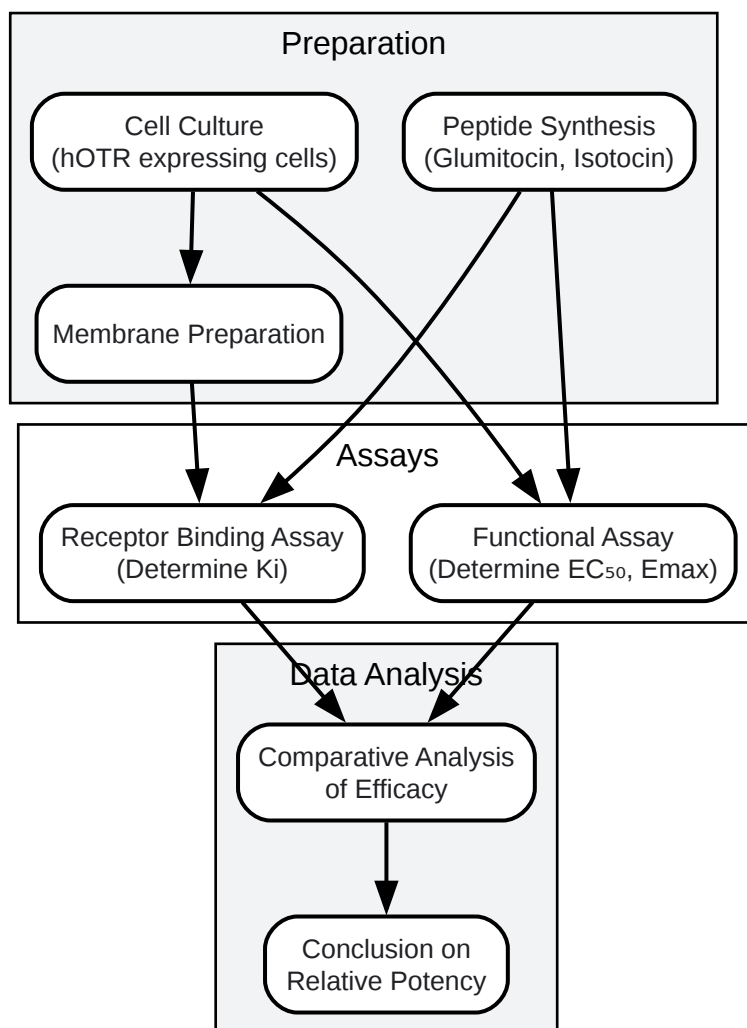 Preparation
Cell Culture
(hOTR expressing cells)
Peptide Synthesis
(Glumitocin, Isotocin)
Membrane Preparation
Assays
Receptor Binding Assay
(Determine Ki)
Functional Assay
(Determine EC₅₀, Emax)
Data Analysis
Comparative Analysis
of Efficacy
Conclusion on
Relative Potency